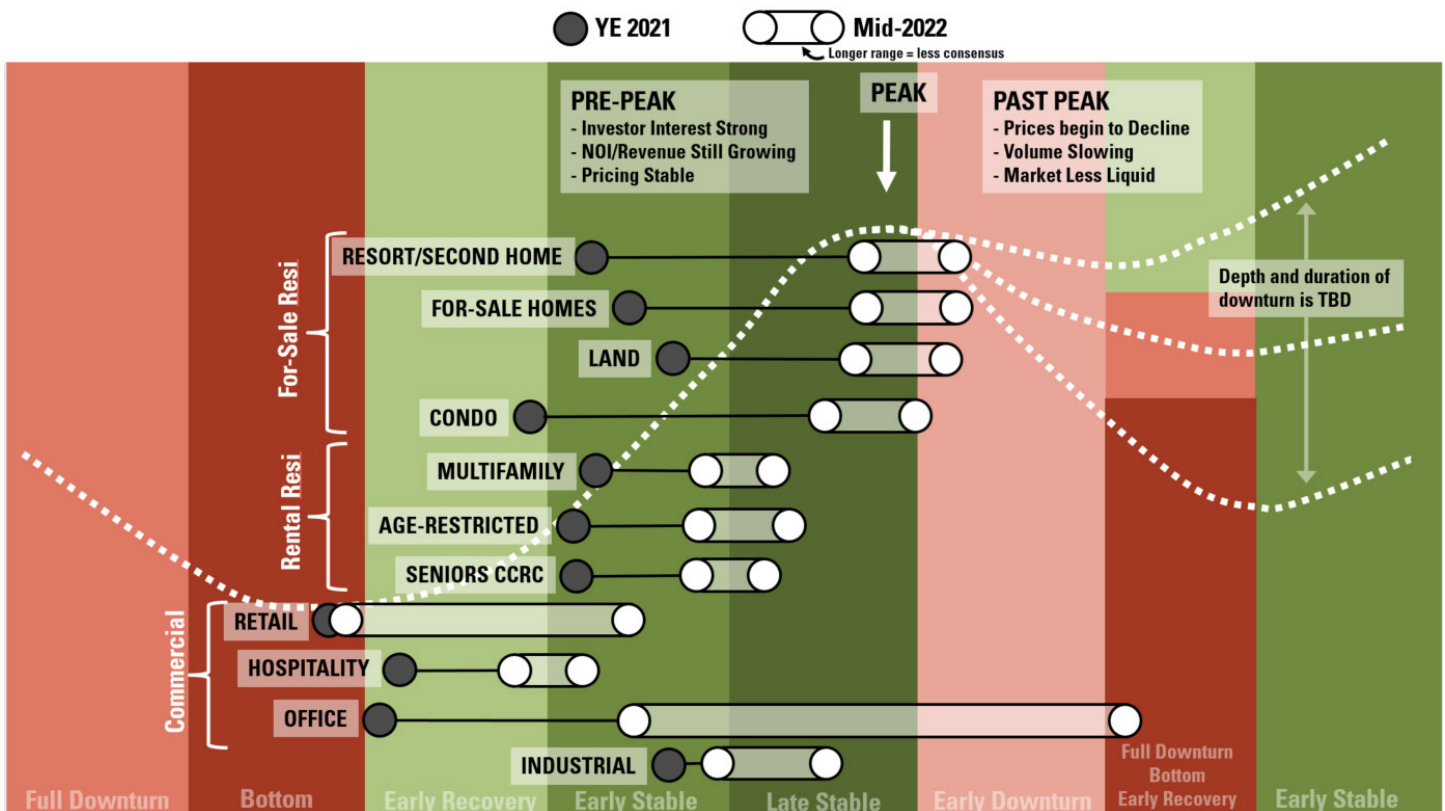 YE 2021
Mid-2022
Longer range = less consensus
PRE-PEAK
- Investor Interest Strong
- NOI/Revenue Still Growing
- Pricing Stable
PEAK
PAST PEAK
- Prices begin to Decline
- Volume Slowing
- Market Less Liquid
Depth and duration of
downturn is TBD
For-Sale Resi
RESORT/SECOND HOME
FOR-SALE HOMES
LAND
CONDO
Rental Resi
MULTIFAMILY
AGE-RESTRICTED
SENIORS CCRC
Commercial
RETAIL
HOSPITALITY
OFFICE
INDUSTRIAL
Full Downturn
Bottom
Early Recovery
Early Stable
Late Stable
Early Downturn
Full Downturn
Bottom
Early Recovery
Early Stable